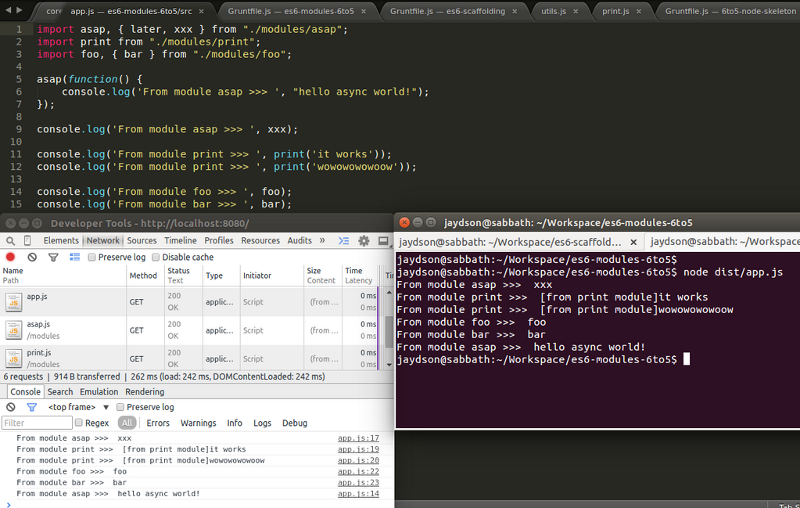 cor app.js — es6-modules-6to5/src × Gruntfile.js — es6-modules-6to5 × Gruntfile.js — es6-scaffolding × utils.js × print.js × Gruntfile.js — 6to5-node-skeleton
1 import asap, { later, xxx } from "./modules/asap";
2 import print from "./modules/print";
3 import foo, { bar } from "./modules/foo";
4
5 asap(function() {
6 console.log('From module asap >>> ', "hello async world!");
7 });
8
9 console.log('From module asap >>> ', xxx);
10
11 console.log('From module print >>> ', print('it works'));
12 console.log('From module print >>> ', print('wowowowowoow'));
13
14 console.log('From module foo >>> ', foo);
15 console.log('From module bar >>> ', bar);
Developer Tools - http://localhost:8080/
Elements Network Sources Timeline Profiles Resources Audits »
Preserve log Disable cache
Name Method Status Type Initiator Size Time
Path Text Content Latency
app.js GET 200 applic... Script (from ... 0 ms
OK 0 ms
asap.js GET 200 applic... Script (from ... 0 ms
/modules OK 0 ms
print.js GET 200 applic... Script (from ... 0 ms
/modules OK 0 ms
6 requests | 914 B transferred | 262 ms (load: 242 ms, DOMContentLoaded: 242 ms)
Console Search Emulation Rendering
<top frame> ▼ Preserve log
Filter Regex All Errors Warnings Info Logs Debug
From module asap >>>  xxx app.js:17
From module print >>>  [from print module]it works app.js:19
From module print >>>  [from print module]wowowowowoow app.js:20
From module foo >>>  foo app.js:22
From module bar >>>  bar app.js:23
From module asap >>>  hello async world! app.js:14
>
jaydson@sabbath: ~/Workspace/es6-modules-6to5
jaydson@sabbath: ~/Workspace/es6-scaffold... × jaydson@sabbath: ~/Workspace/es6-modules-6to5
jaydson@sabbath:~/Workspace/es6-modules-6to5$
jaydson@sabbath:~/Workspace/es6-modules-6to5$ node dist/app.js
From module asap >>>  xxx
From module print >>>  [from print module]it works
From module print >>>  [from print module]wowowowowoow
From module foo >>>  foo
From module bar >>>  bar
From module asap >>>  hello async world!
jaydson@sabbath:~/Workspace/es6-modules-6to5$